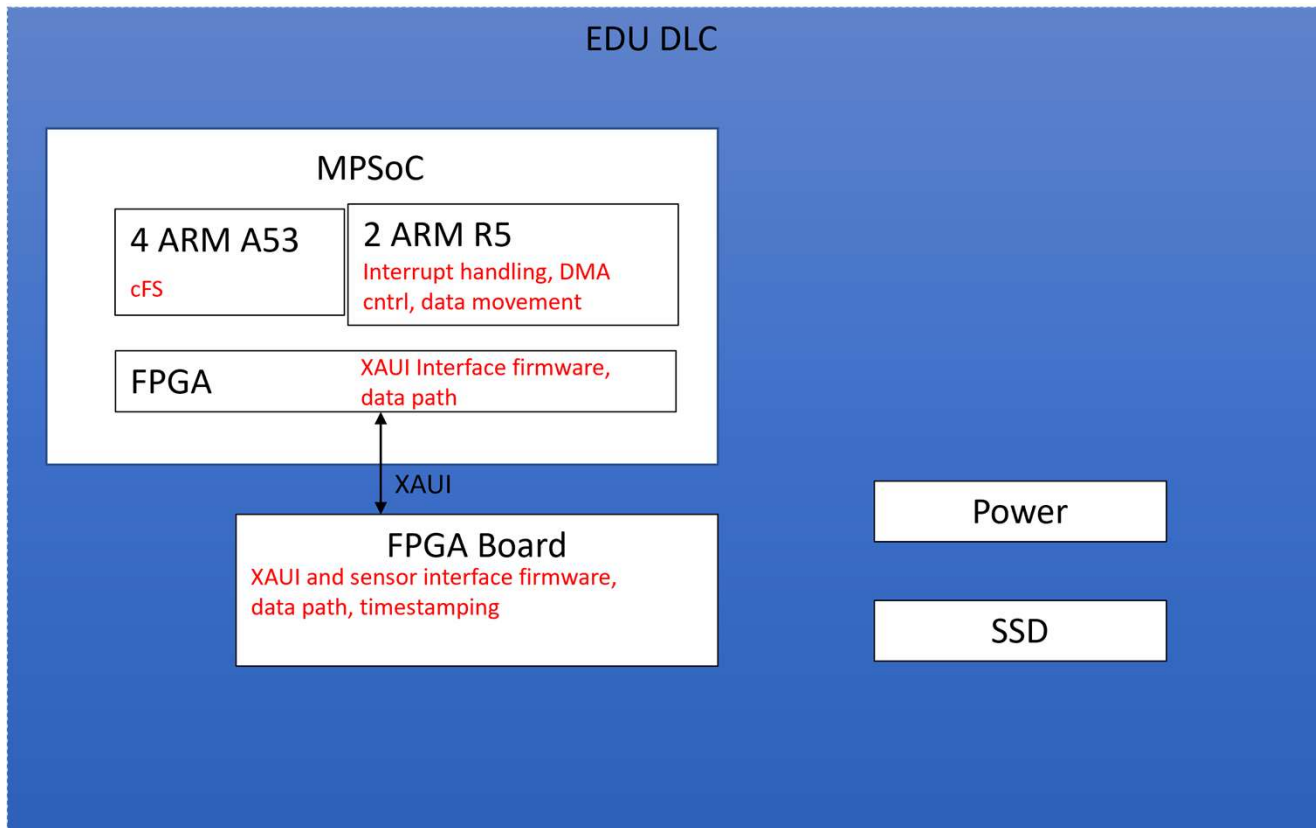 EDU DLC
MPSoC
4 ARM A53
cFS
2 ARM R5
Interrupt handling, DMA
cntrl, data movement
FPGA
XAUI Interface firmware,
data path
XAUI
FPGA Board
XAUI and sensor interface firmware,
data path, timestamping
Power
SSD